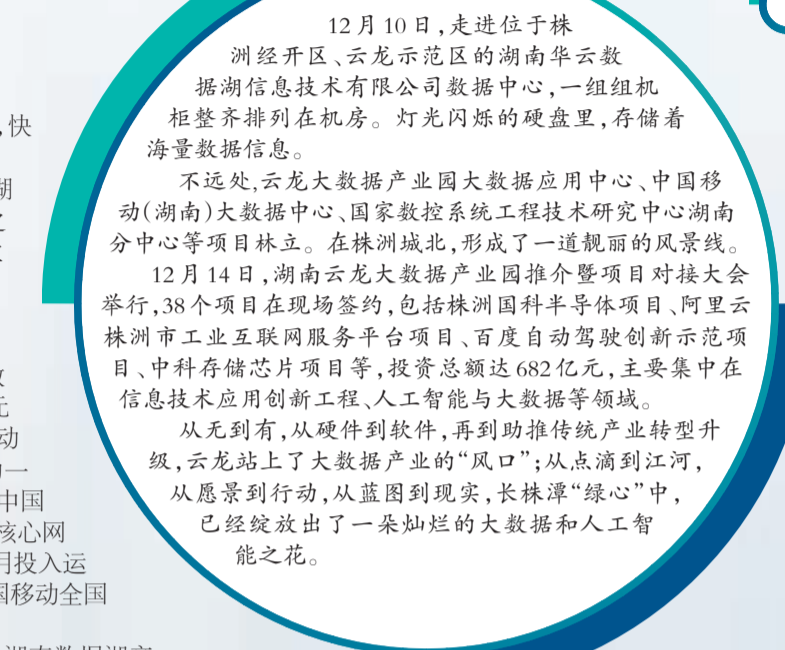 12月10日,走进位于株
洲经开区、云龙示范区的湖南华云数
据湖信息技术有限公司数据中心,一组组机
柜整齐排列在机房。灯光闪烁的硬盘里,存储着
海量数据信息。
不远处,云龙大数据产业园大数据应用中心、中国移
动(湖南)大数据中心、国家数控系统工程技术研究中心湖南
分中心等项目林立。在株洲城北,形成了一道靓丽的风景线。
12月14日,湖南云龙大数据产业园推介暨项目对接大会
举行,38个项目在现场签约,包括株洲国科半导体项目、阿里云
株洲市工业互联网服务平台项目、百度自动驾驶创新示范项
目、中科存储芯片项目等,投资总额达682亿元,主要集中在
信息技术应用创新工程、人工智能与大数据等领域。
从无到有,从硬件到软件,再到助推传统产业转型升
级,云龙站上了大数据产业的“风口”;从点滴到江河,
从愿景到行动,从蓝图到现实,长株潭“绿心”中,
已经绽放出了一朵灿烂的大数据和人工智
能之花。
,快
湖
元
动
一
中国
核心网
月投入运
国移动全国